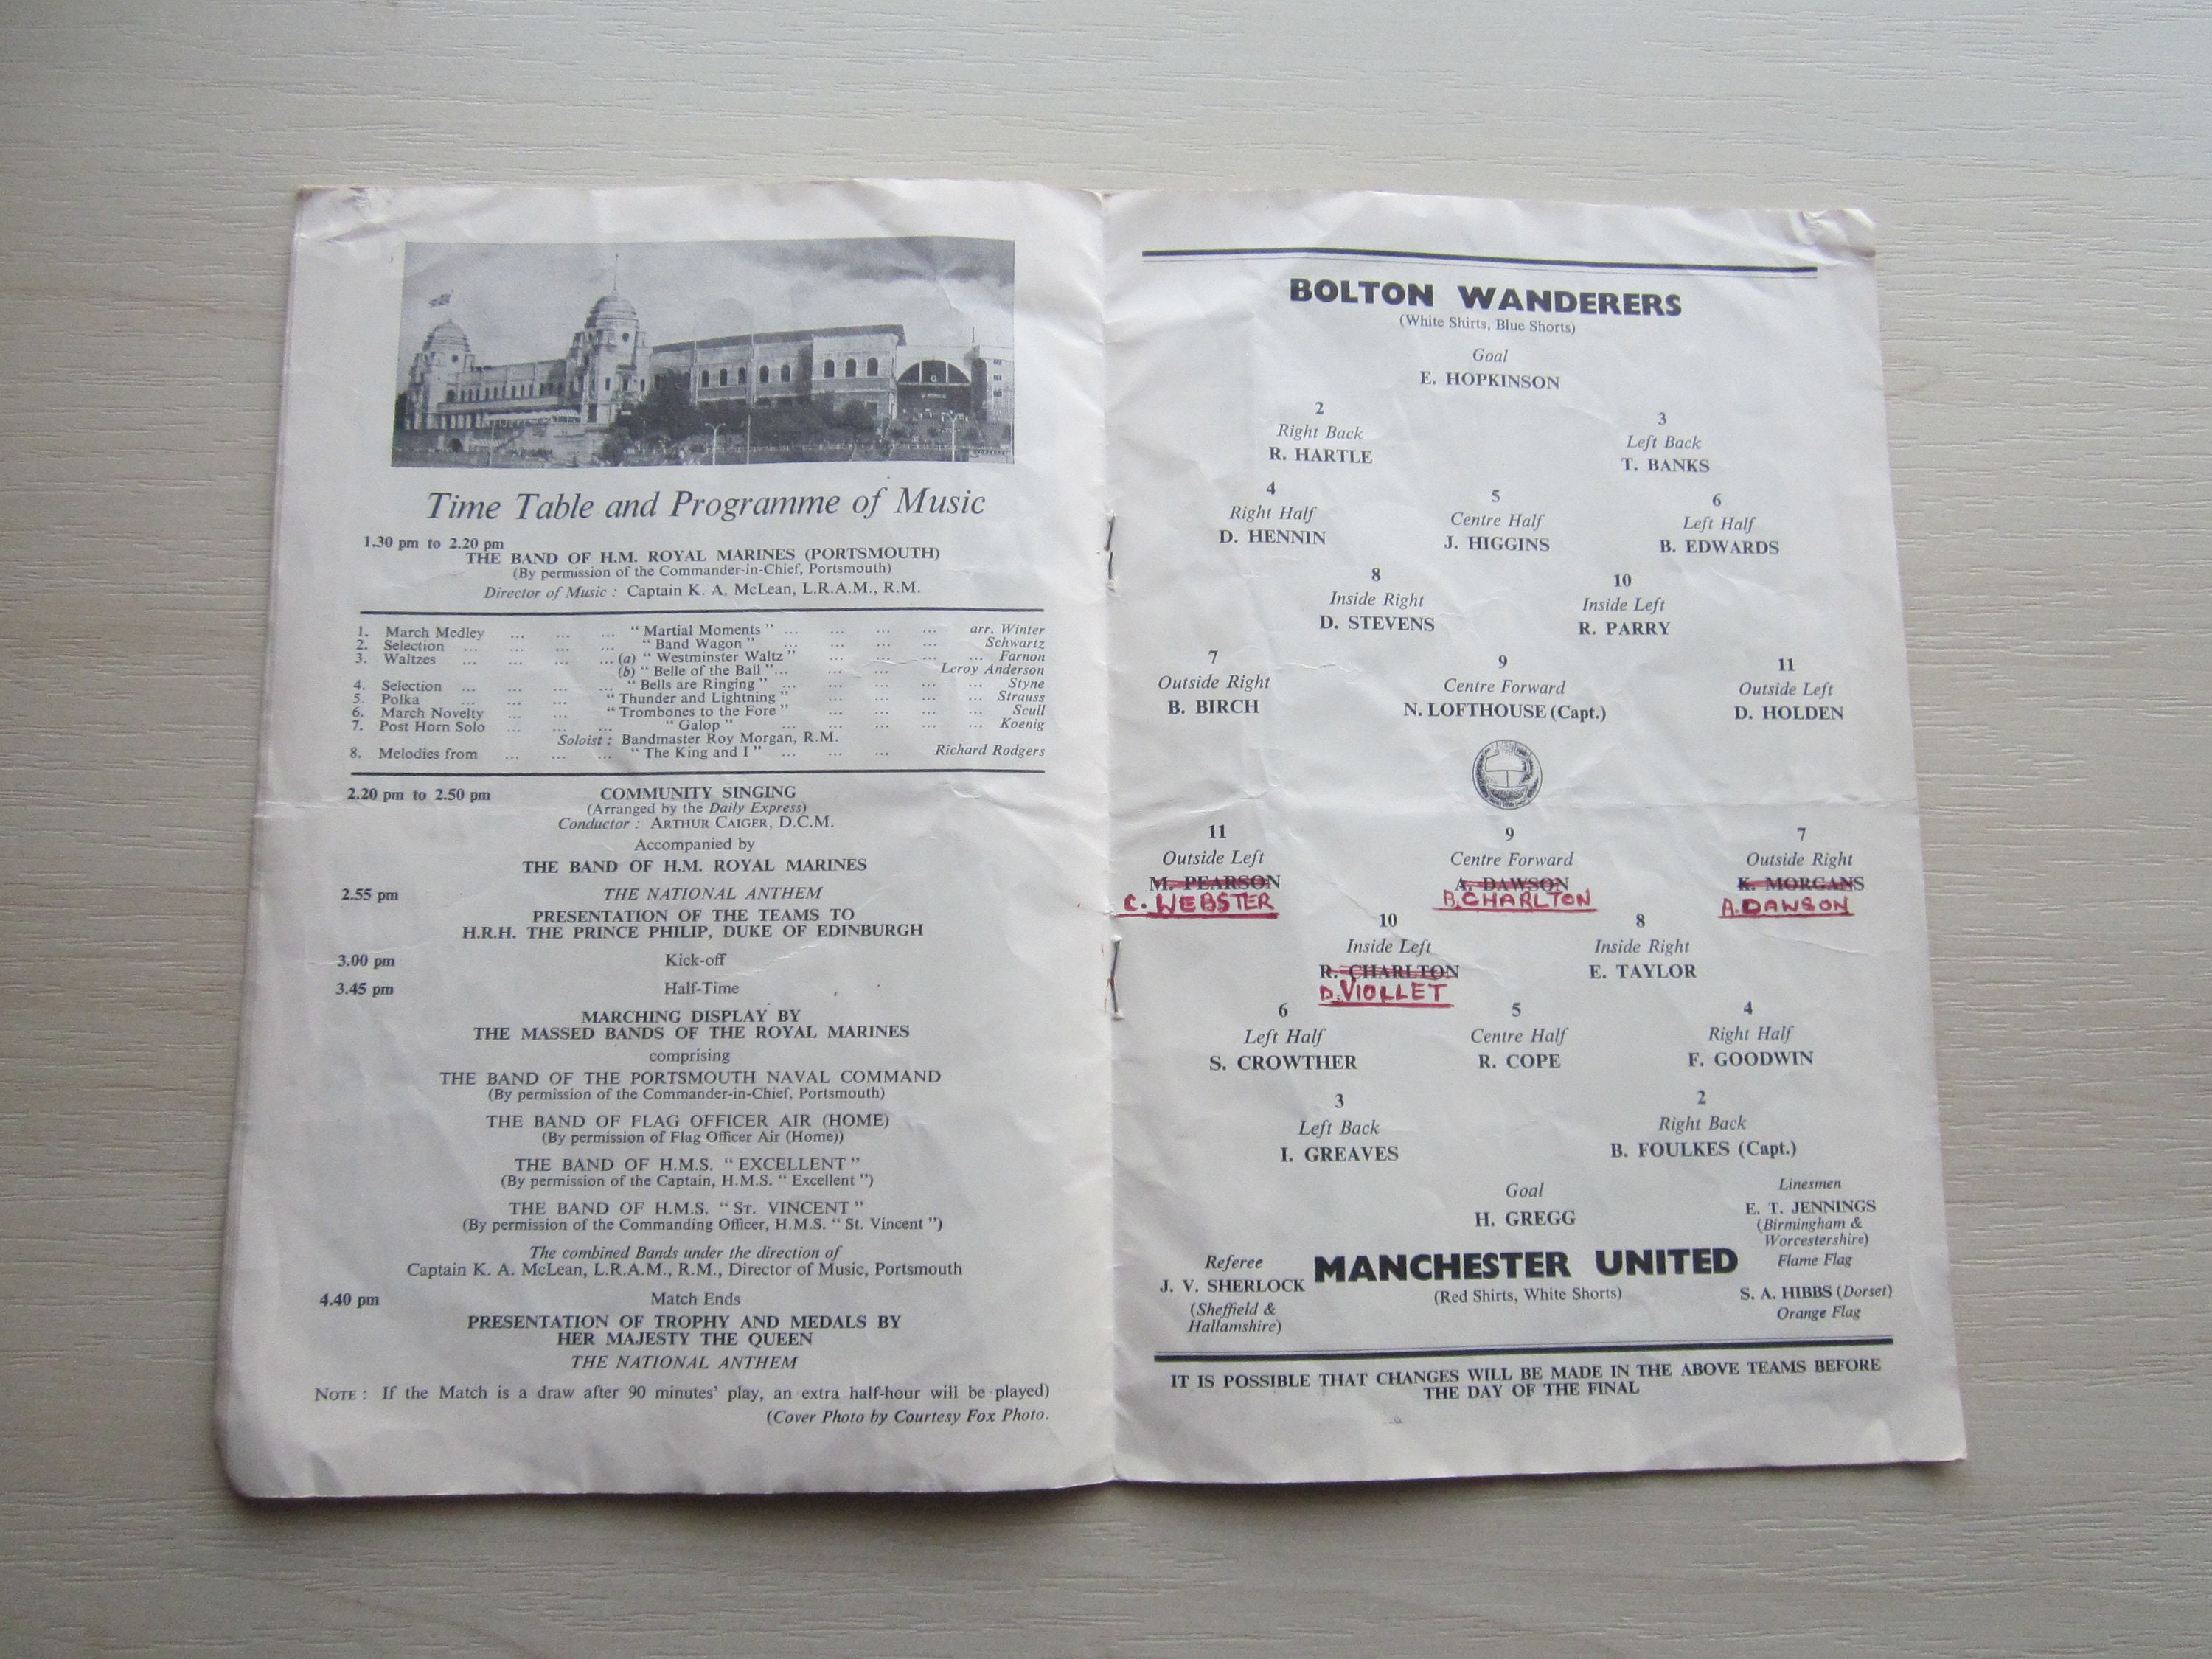 Time Table and Programme of Music
1.30 pm to 2.20 pm
THE BAND OF H.M. ROYAL MARINES (PORTSMOUTH)
(By permission of the Commander-in-Chief, Portsmouth)
Director of Music : Captain K. A. McLean, L.R.A.M., R.M.
1. March Medley ... ... ... " Martial Moments " ... ... ... ... arr. Winter
2. Selection ... ... ... ... " Band Wagon " ... ... ... ... Schwartz
3. Waltzes ... ... ... ... (a) " Westminster Waltz " ... ... ... ... Farnon
(b) " Belle of the Ball " ... ... ... Leroy Anderson
4. Selection ... ... ... ... " Bells are Ringing " ... ... ... ... ... Styne
5. Polka ... ... ... " Thunder and Lightning " ... ... ... ... Strauss
6. March Novelty ... ... " Trombones to the Fore " ... ... ... ... Scull
7. Post Horn Solo ... ... ... " Galop " ... ... ... ... ... Koenig
Soloist : Bandmaster Roy Morgan, R.M.
8. Melodies from ... ... ... " The King and I " ... ... ... Richard Rodgers
2.20 pm to 2.50 pm COMMUNITY SINGING
(Arranged by the Daily Express)
Conductor : ARTHUR CAIGER, D.C.M.
Accompanied by
THE BAND OF H.M. ROYAL MARINES
2.55 pm THE NATIONAL ANTHEM
PRESENTATION OF THE TEAMS TO
H.R.H. THE PRINCE PHILIP, DUKE OF EDINBURGH
3.00 pm Kick-off
3.45 pm Half-Time
MARCHING DISPLAY BY
THE MASSED BANDS OF THE ROYAL MARINES
comprising
THE BAND OF THE PORTSMOUTH NAVAL COMMAND
(By permission of the Commander-in-Chief, Portsmouth)
THE BAND OF FLAG OFFICER AIR (HOME)
(By permission of Flag Officer Air (Home))
THE BAND OF H.M.S. " EXCELLENT "
(By permission of the Captain, H.M.S. " Excellent ")
THE BAND OF H.M.S. " ST. VINCENT "
(By permission of the Commanding Officer, H.M.S. " St. Vincent ")
The combined Bands under the direction of
Captain K. A. McLean, L.R.A.M., R.M., Director of Music, Portsmouth
4.40 pm Match Ends
PRESENTATION OF TROPHY AND MEDALS BY
HER MAJESTY THE QUEEN
THE NATIONAL ANTHEM
NOTE : If the Match is a draw after 90 minutes' play, an extra half-hour will be played)
(Cover Photo by Courtesy Fox Photo.
BOLTON WANDERERS
(White Shirts, Blue Shorts)
Goal
E. HOPKINSON
2 3
Right Back Left Back
R. HARTLE T. BANKS
4 5 6
Right Half Centre Half Left Half
D. HENNIN J. HIGGINS B. EDWARDS
8 10
Inside Right Inside Left
D. STEVENS R. PARRY
7 9 11
Outside Right Centre Forward Outside Left
B. BIRCH N. LOFTHOUSE (Capt.) D. HOLDEN
11 9 7
Outside Left Centre Forward Outside Right
M. PEARSON A. DAWSON K. MORGANS
C. WEBSTER B. CHARLTON A. DAWSON
10 8
Inside Left Inside Right
R. CHARLTON E. TAYLOR
D. VIOLLET
6 5 4
Left Half Centre Half Right Half
S. CROWTHER R. COPE F. GOODWIN
3 2
Left Back Right Back
I. GREAVES B. FOULKES (Capt.)
Goal
H. GREGG
Linesmen
E. T. JENNINGS
(Birmingham &
Worcestershire)
Flame Flag
S. A. HIBBS (Dorset)
Orange Flag
Referee
J. V. SHERLOCK
(Sheffield &
Hallamshire)
MANCHESTER UNITED
(Red Shirts, White Shorts)
IT IS POSSIBLE THAT CHANGES WILL BE MADE IN THE ABOVE TEAMS BEFORE
THE DAY OF THE FINAL